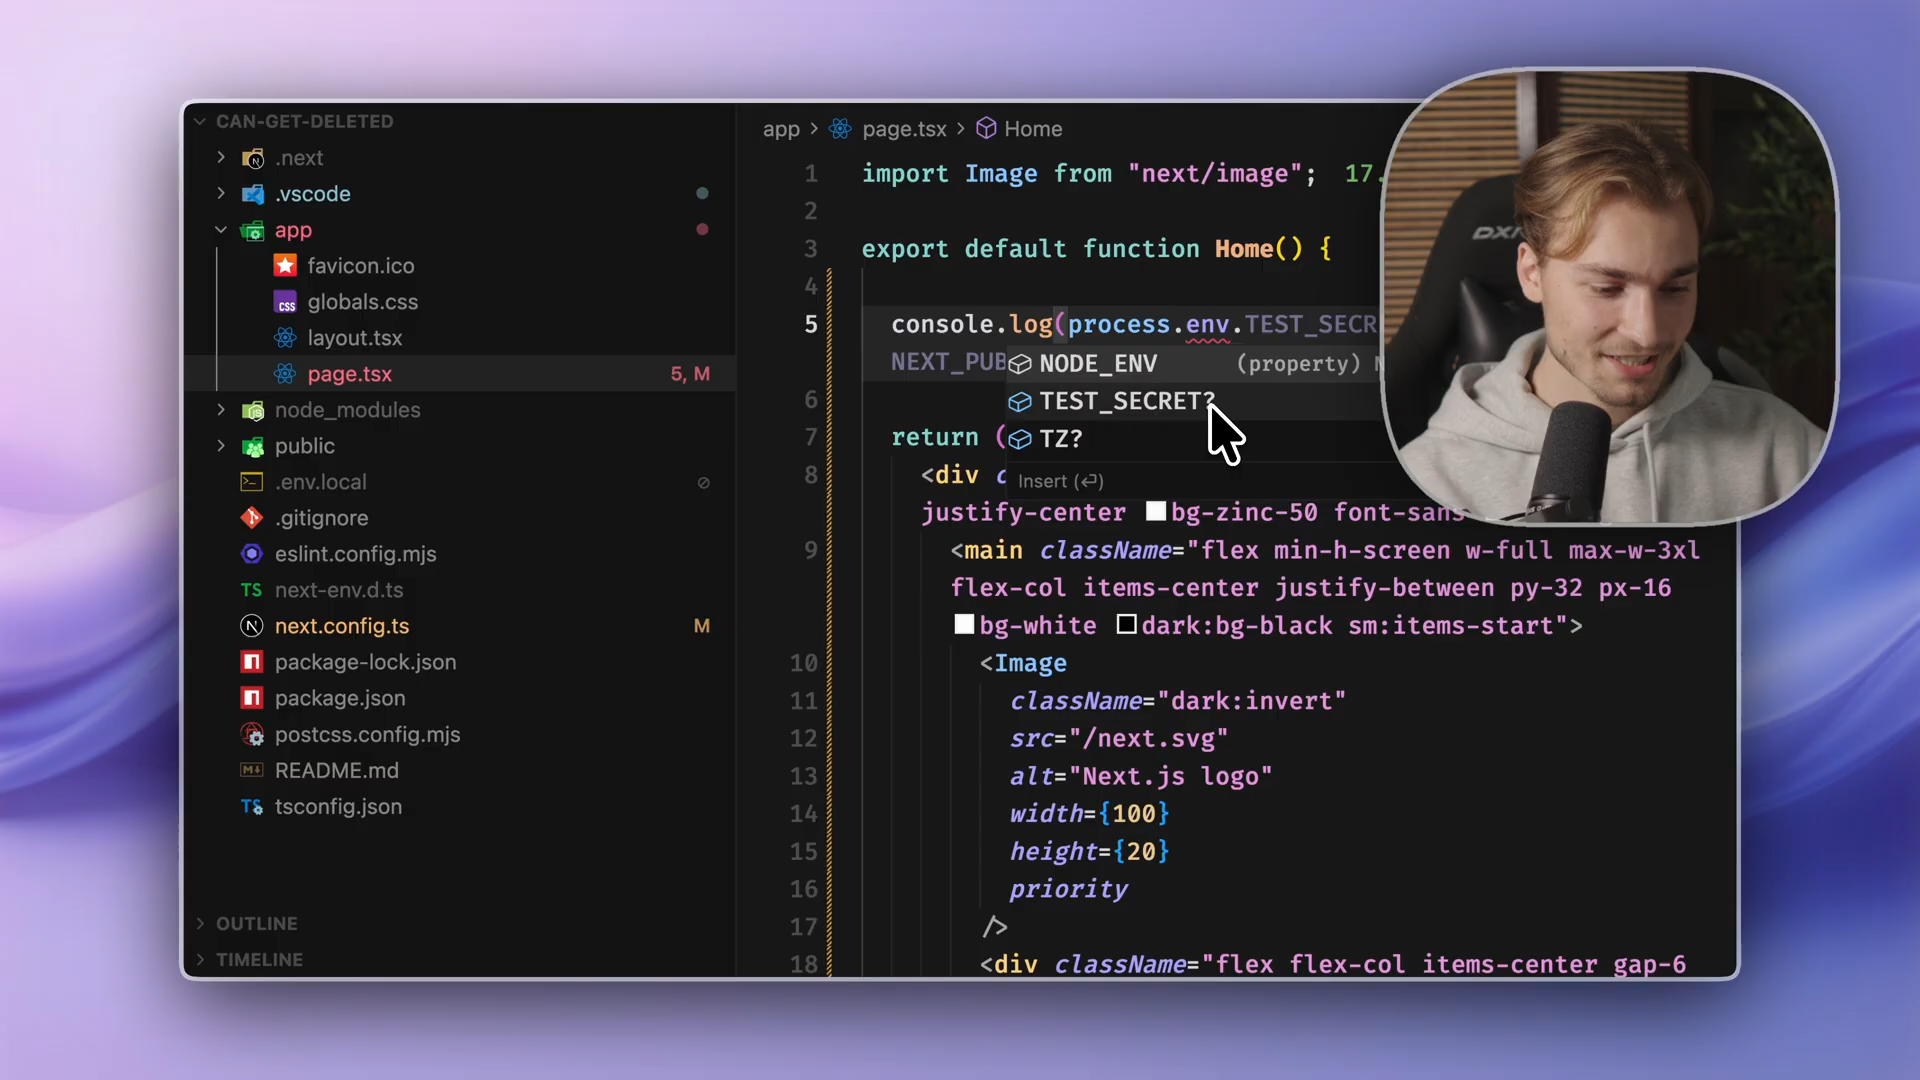 CAN-GET-DELETED
.next
.vscode
app
favicon.ico
globals.css
layout.tsx
page.tsx 5, M
node_modules
public
.env.local
.gitignore
eslint.config.mjs
TS next-env.d.ts
next.config.ts M
package-lock.json
package.json
postcss.config.mjs
README.md
TS tsconfig.json
OUTLINE
TIMELINE
app > page.tsx > Home
1 import Image from "next/image"; 17.
2
3 export default function Home() {
4
5 console.log(process.env.TEST_SECR
NEXT_PUB
NODE_ENV (property)
TEST_SECRET?
TZ?
Insert (⏎)
6
7 return (
8 <div c
justify-center bg-zinc-50 font-sans
9 <main className="flex min-h-screen w-full max-w-3xl
flex-col items-center justify-between py-32 px-16
bg-white dark:bg-black sm:items-start">
10 <Image
11 className="dark:invert"
12 src="/next.svg"
13 alt="Next.js logo"
14 width={100}
15 height={20}
16 priority
17 />
18 <div className="flex flex-col items-center gap-6